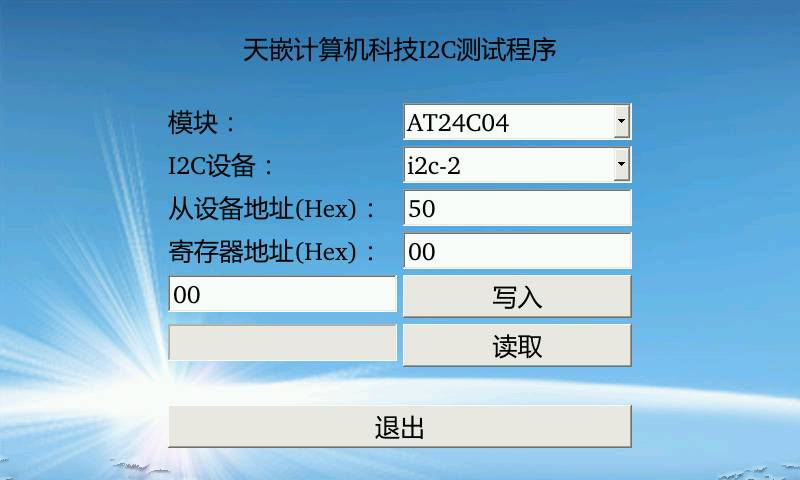 天嵌计算机科技I2C测试程序
模块： AT24C04
I2C设备： i2c-2
从设备地址(Hex)： 50
寄存器地址(Hex)： 00
00 写入
读取
退出